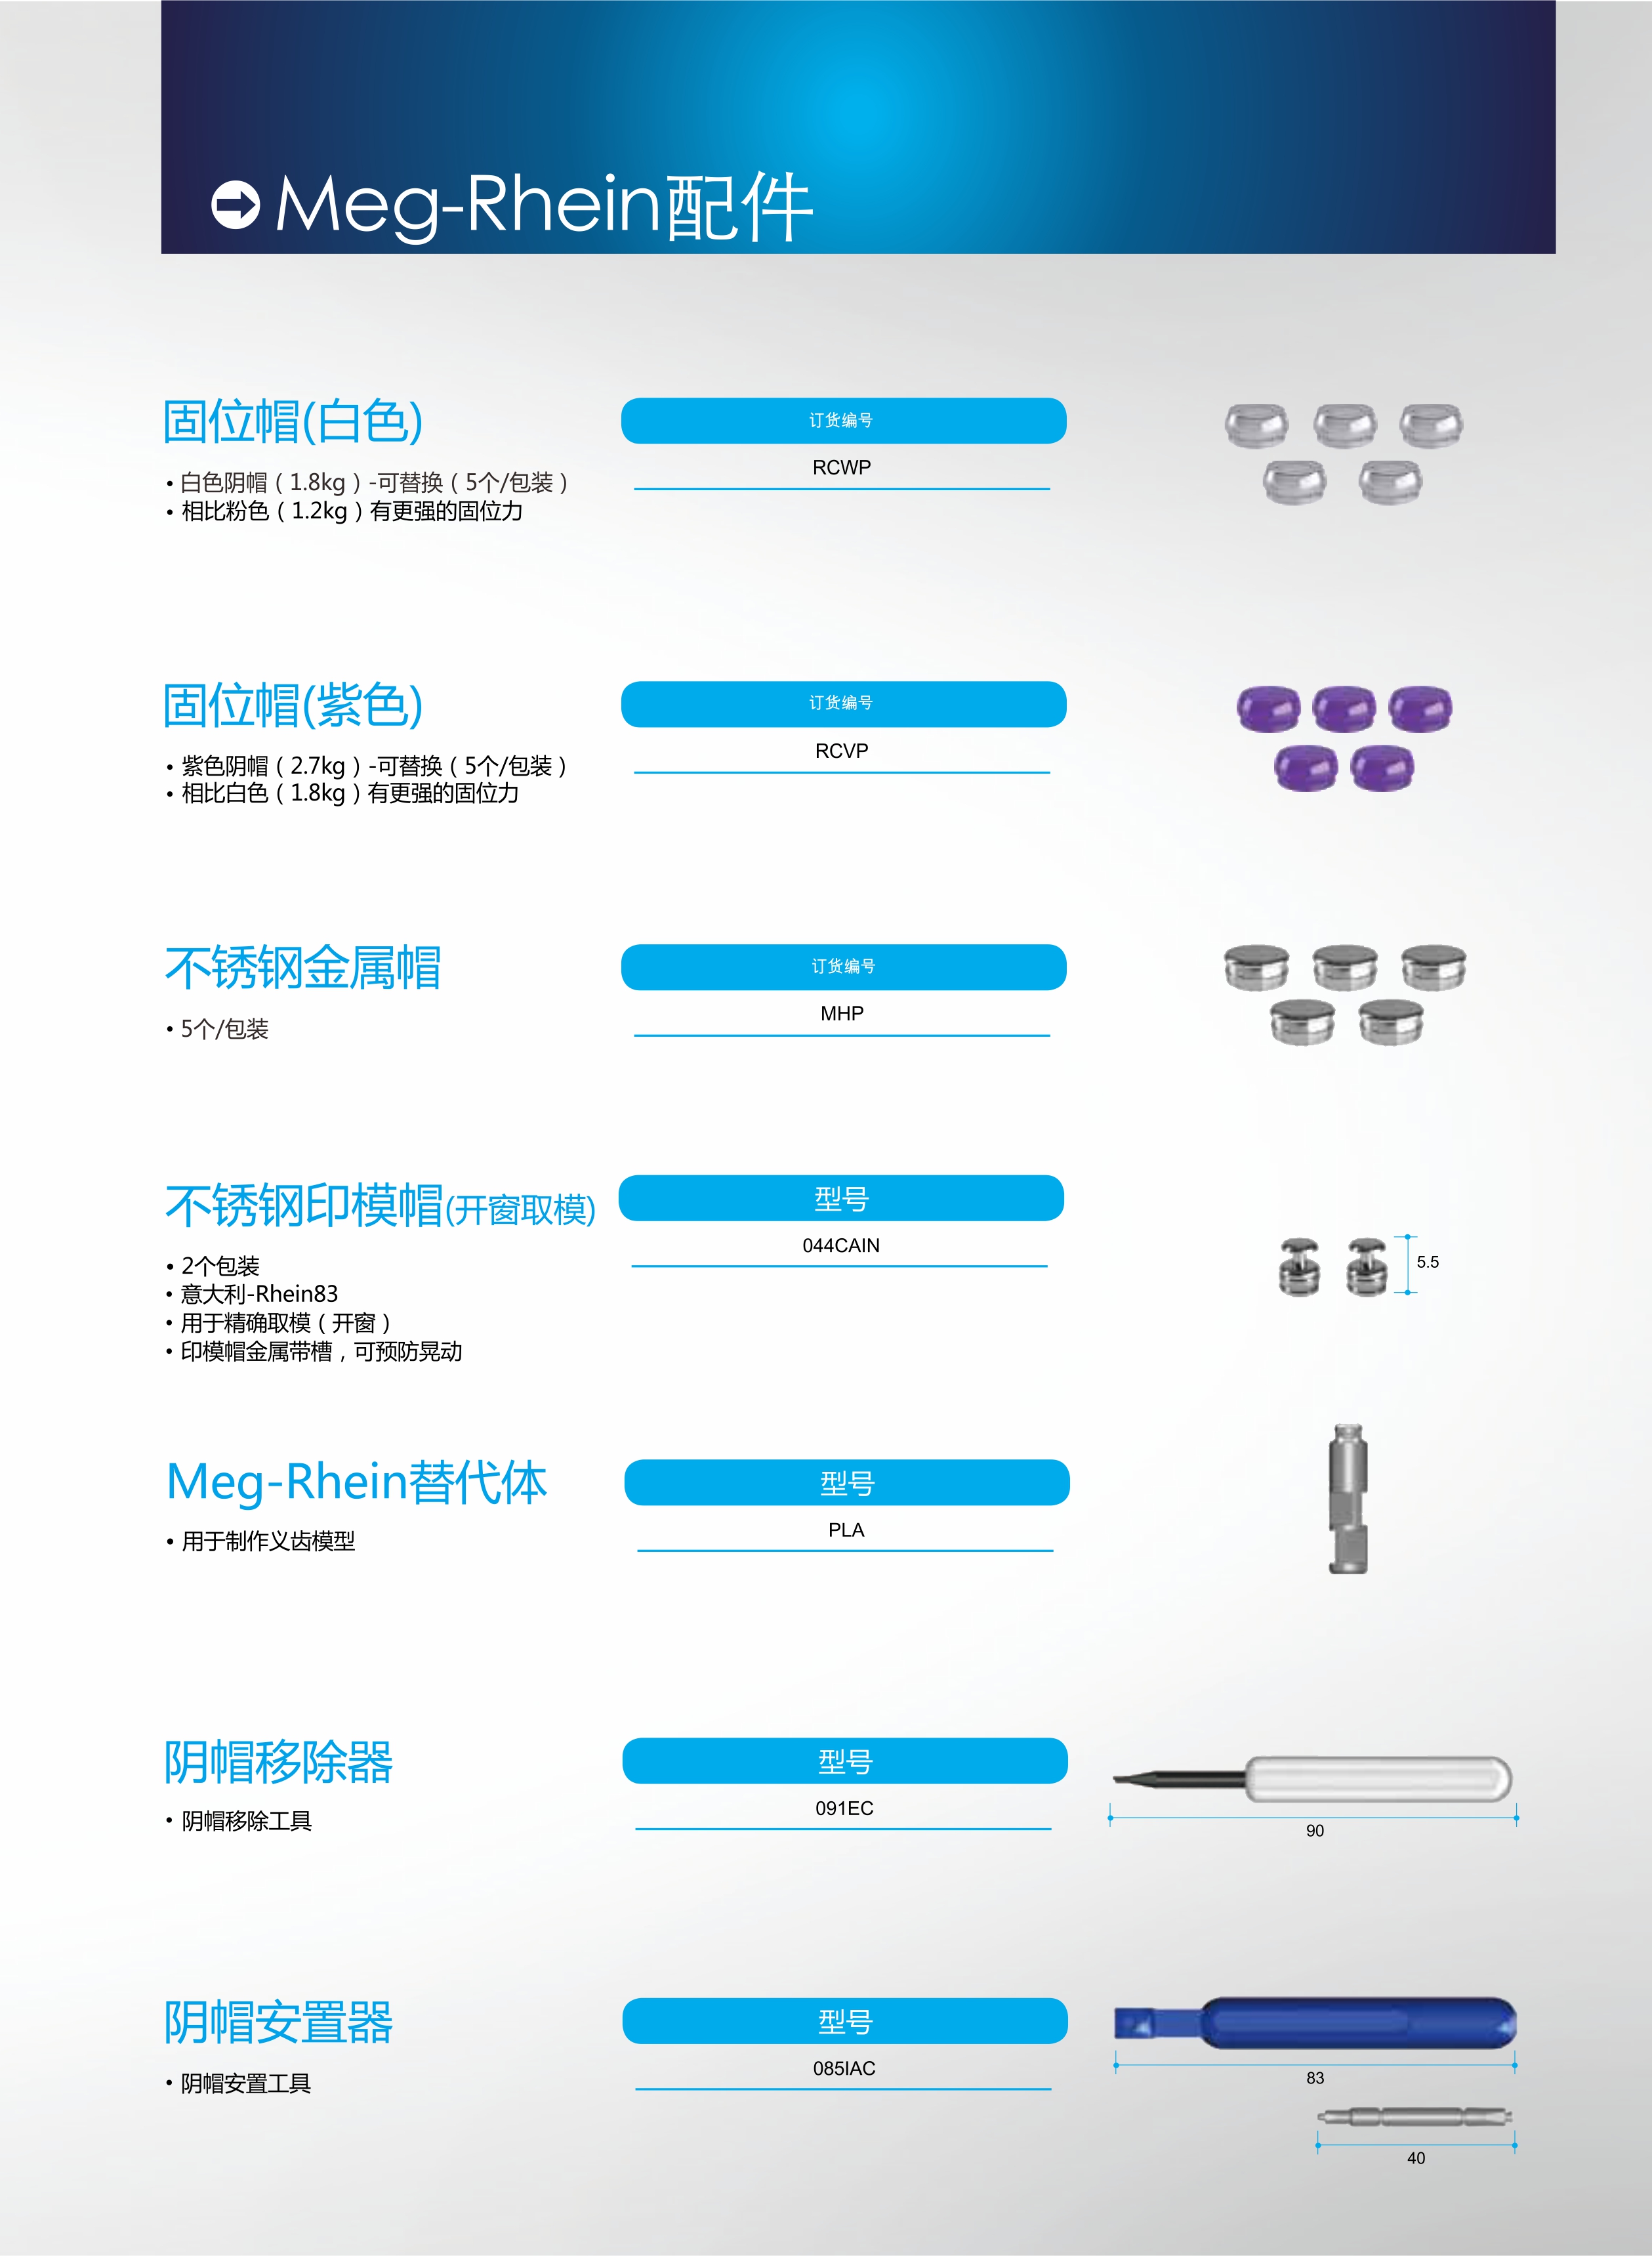 Meg-Rhein配件
固位帽(白色)
• 白色阴帽（1.8kg）-可替换（5个/包装）
• 相比粉色（1.2kg）有更强的固位力
订货编号
RCWP
固位帽(紫色)
• 紫色阴帽（2.7kg）-可替换（5个/包装）
• 相比白色（1.8kg）有更强的固位力
订货编号
RCVP
不锈钢金属帽
• 5个/包装
订货编号
MHP
不锈钢印模帽(开窗取模)
• 2个包装
• 意大利-Rhein83
• 用于精确取模（开窗）
• 印模帽金属带槽，可预防晃动
型号
044CAIN
5.5
Meg-Rhein替代体
• 用于制作义齿模型
型号
PLA
阴帽移除器
• 阴帽移除工具
型号
091EC
90
阴帽安置器
• 阴帽安置工具
型号
085IAC
83
40